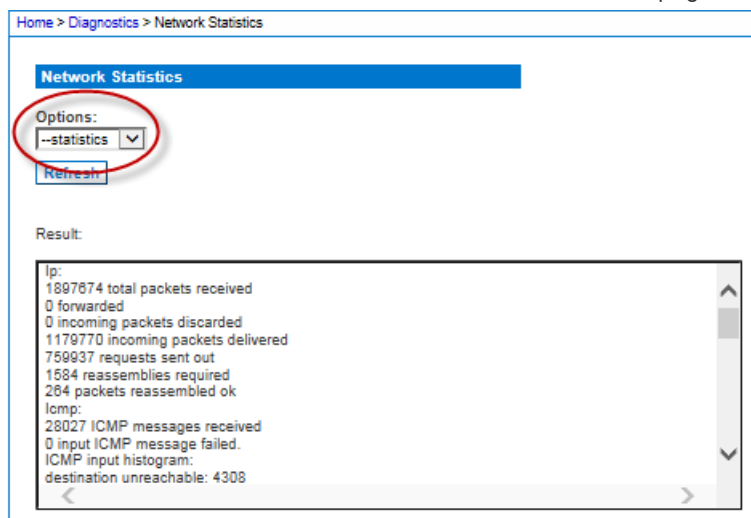 Home > Diagnostics > Network Statistics
Network Statistics
Options:
--statistics
Refresh
Result:
Ip:
1897674 total packets received
0 forwarded
0 incoming packets discarded
1179770 incoming packets delivered
759937 requests sent out
1584 reassemblies required
264 packets reassembled ok
Icmp:
28027 ICMP messages received
0 input ICMP message failed.
ICMP input histogram:
destination unreachable: 4308